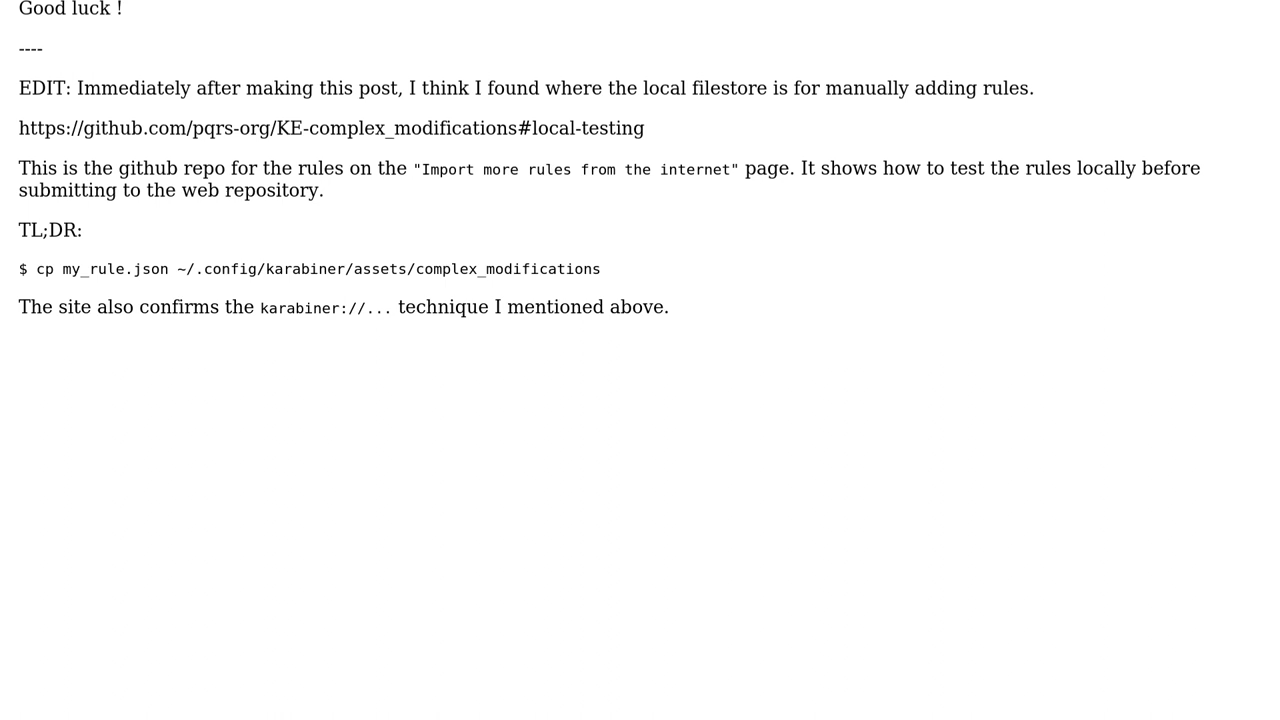 Good luck !
----
EDIT: Immediately after making this post, I think I found where the local filestore is for manually adding rules.
https://github.com/pqrs-org/KE-complex_modifications#local-testing
This is the github repo for the rules on the "Import more rules from the internet" page. It shows how to test the rules locally before
submitting to the web repository.
TL;DR:
$ cp my_rule.json ~/.config/karabiner/assets/complex_modifications
The site also confirms the karabiner://... technique I mentioned above.